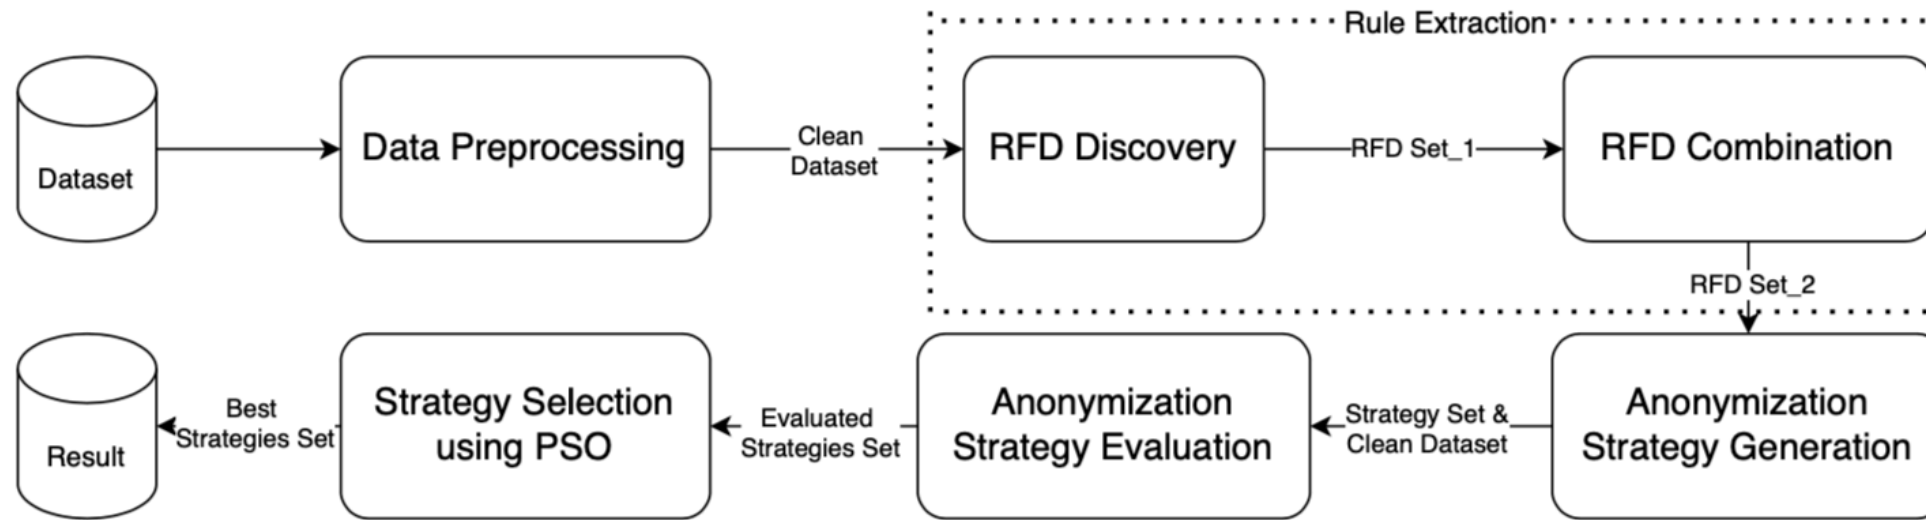 Rule Extraction
Dataset
Data Preprocessing
Clean
Dataset
RFD Discovery
RFD Set_1
RFD Combination
RFD Set_2
Anonymization
Strategy Generation
Strategy Set &
Clean Dataset
Anonymization
Strategy Evaluation
Evaluated
Strategies Set
Strategy Selection
using PSO
Best
Strategies Set
Result